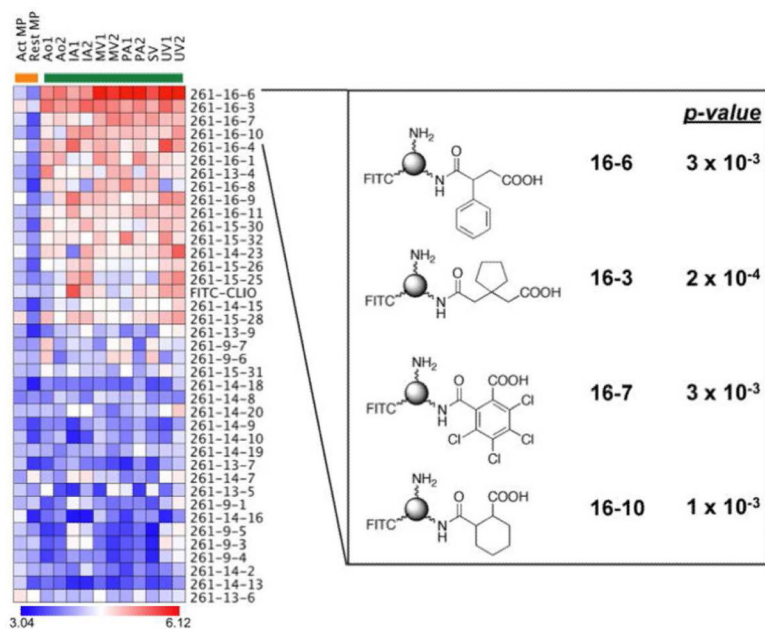 Act MP
Rest MP
Ao1
Ao2
IA1
IA2
MV1
MV2
PA1
PA2
SV
UV1
UV2
261-16-6
261-16-3
261-16-7
261-16-10
261-16-4
261-16-1
261-13-4
261-16-8
261-16-9
261-16-11
261-15-30
261-15-32
261-14-23
261-15-26
261-15-25
FITC-CLIO
261-14-15
261-15-28
261-13-9
261-9-7
261-9-6
261-15-31
261-14-18
261-14-8
261-14-20
261-14-9
261-14-10
261-14-19
261-13-7
261-14-7
261-13-5
261-9-1
261-14-16
261-9-5
261-9-3
261-9-4
261-14-2
261-14-13
261-13-6
3.04 6.12
p-value
NH2
O
FITC
N
H
COOH
16-6 3 x 10-3
NH2
O
FITC
N
H
COOH
16-3 2 x 10-4
NH2
O COOH
FITC
N
H
Cl
Cl
Cl
Cl
16-7 3 x 10-3
NH2
O COOH
FITC
N
H
16-10 1 x 10-3